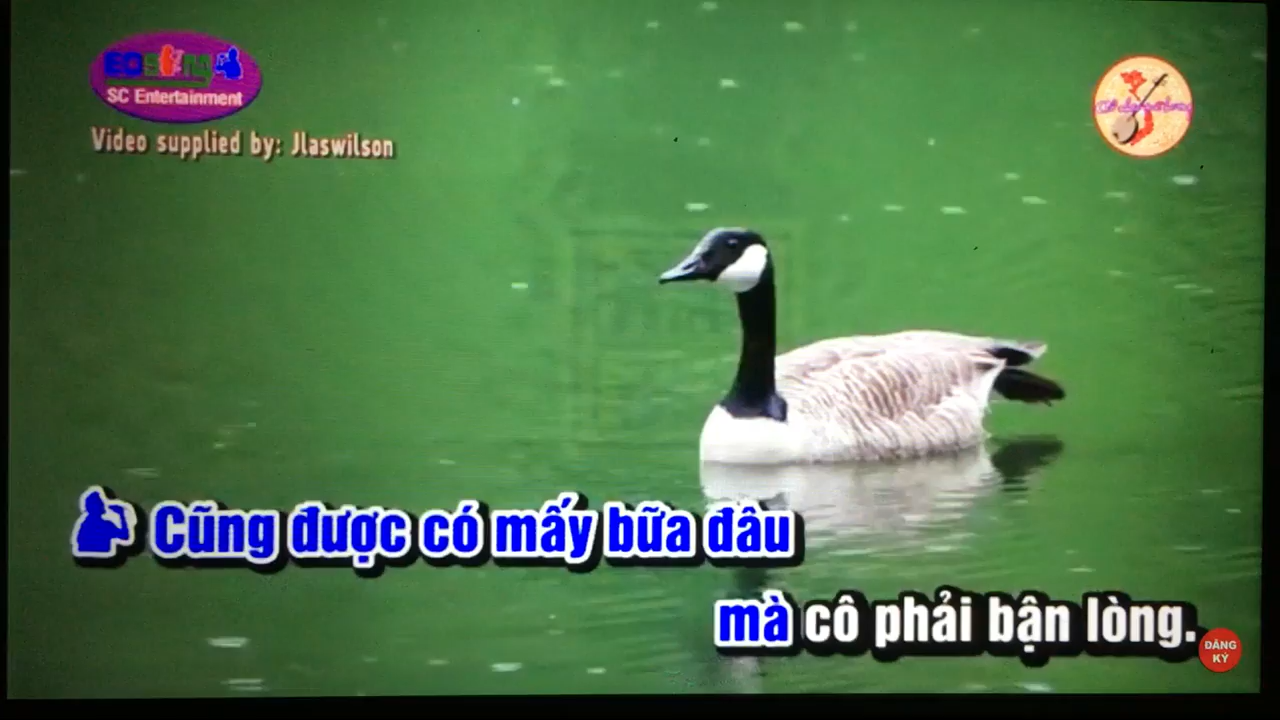 EOsong
SC Entertainment
Video supplied by: Jlaswilson
Cũng được có mấy bữa đâu
mà cô phải bận lòng.
ĐĂNG
KÝ